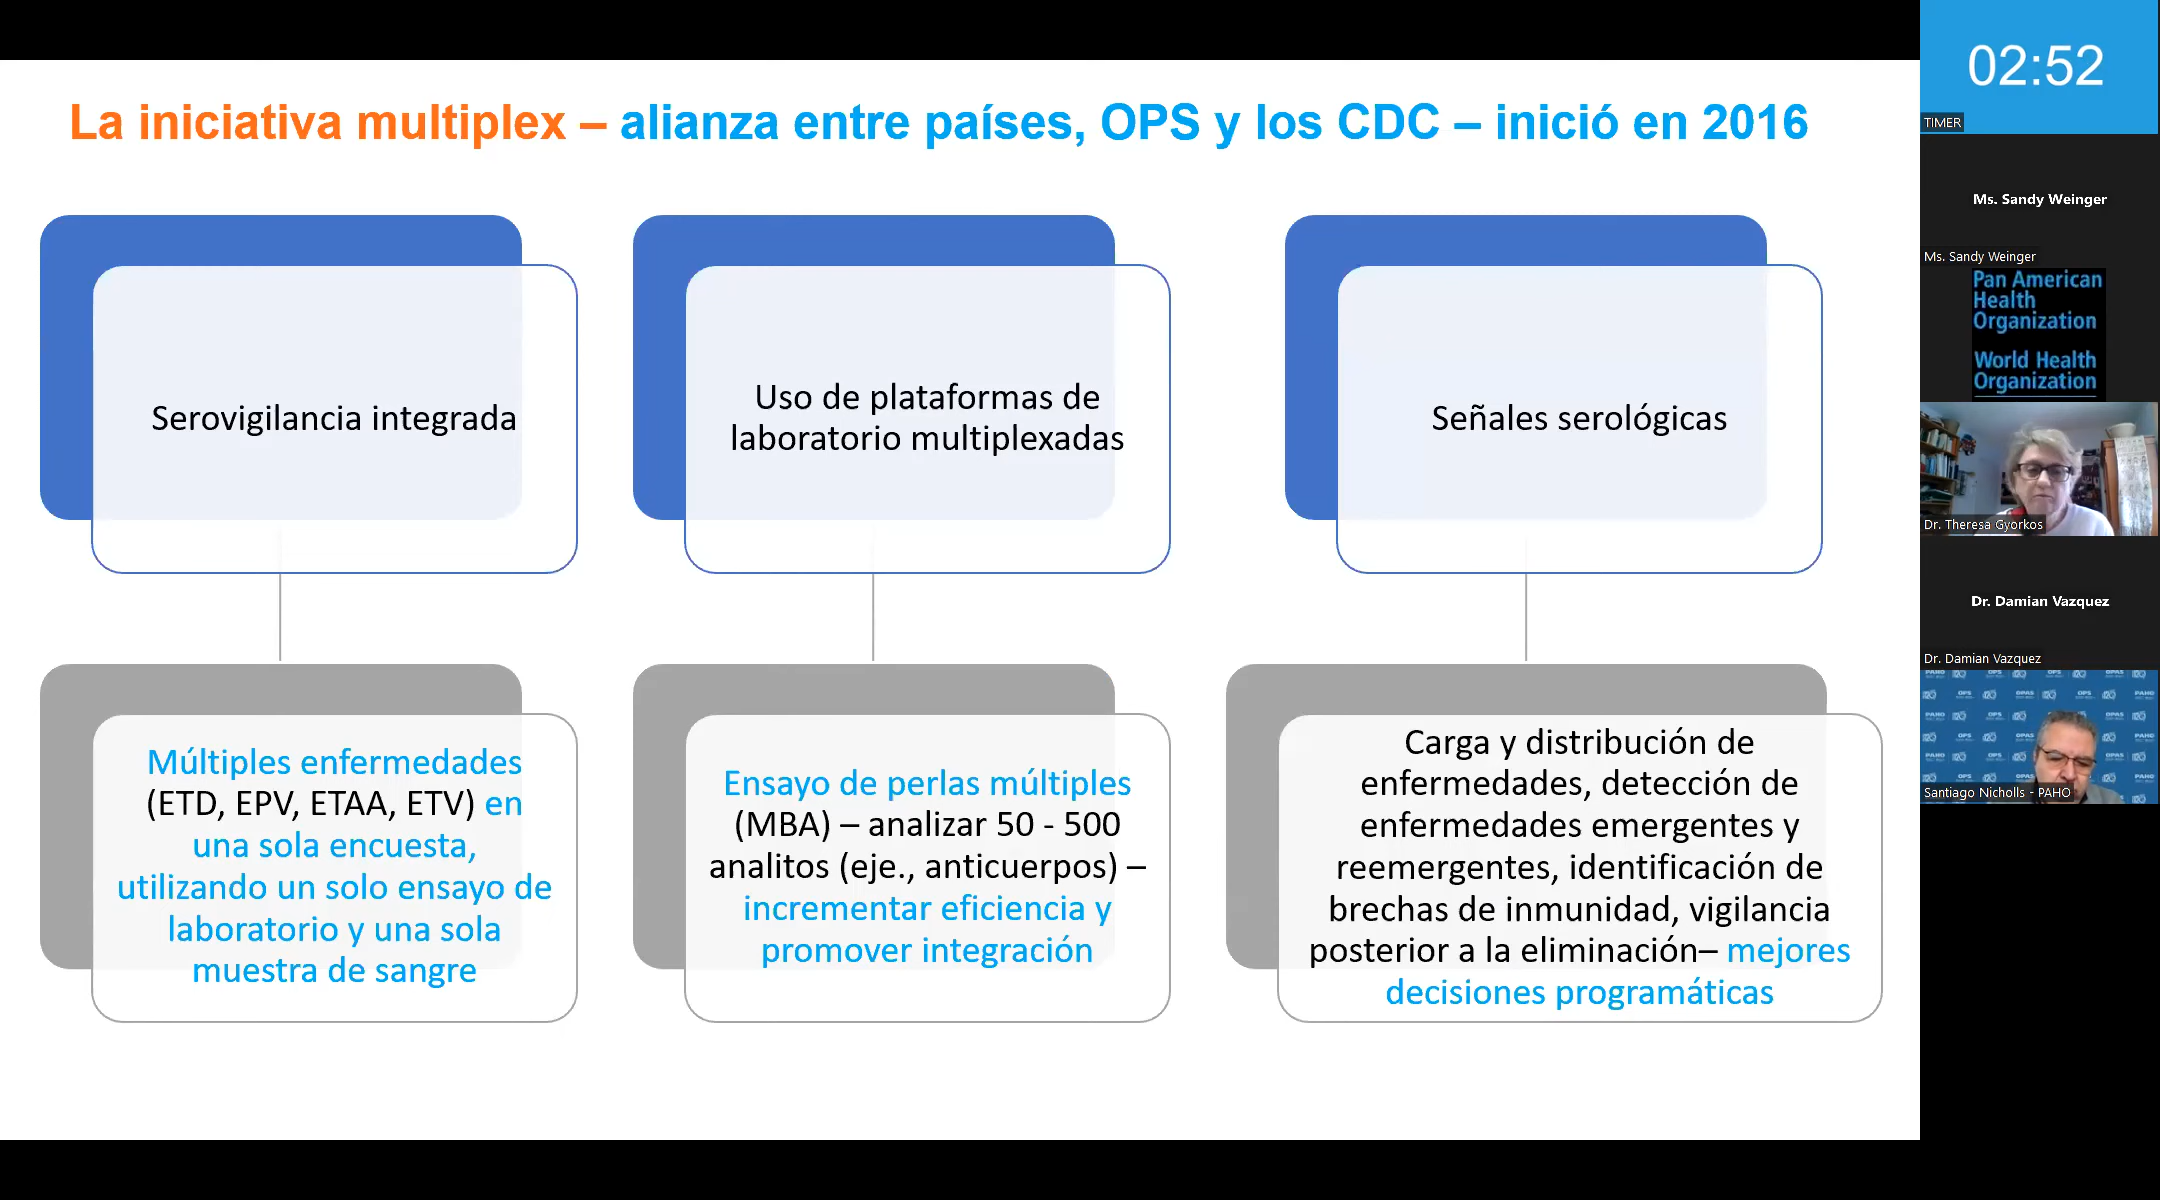 La iniciativa multiplex – alianza entre países, OPS y los CDC – inició en 2016
Serovigilancia integrada
Uso de plataformas de
laboratorio multiplexadas
Señales serológicas
Múltiples enfermedades
(ETD, EPV, ETAA, ETV) en
una sola encuesta,
utilizando un solo ensayo de
laboratorio y una sola
muestra de sangre
Ensayo de perlas múltiples
(MBA) – analizar 50 - 500
analitos (eje., anticuerpos) –
incrementar eficiencia y
promover integración
Carga y distribución de
enfermedades, detección de
enfermedades emergentes y
reemergentes, identificación de
brechas de inmunidad, vigilancia
posterior a la eliminación– mejores
decisiones programáticas
02:52
TIMER
Ms. Sandy Weinger
Ms. Sandy Weinger
Pan American
Health
Organization
World Health
Organization
Dr. Theresa Gyorkos
Dr. Damian Vazquez
Dr. Damian Vazquez
Santiago Nicholls - PAHO